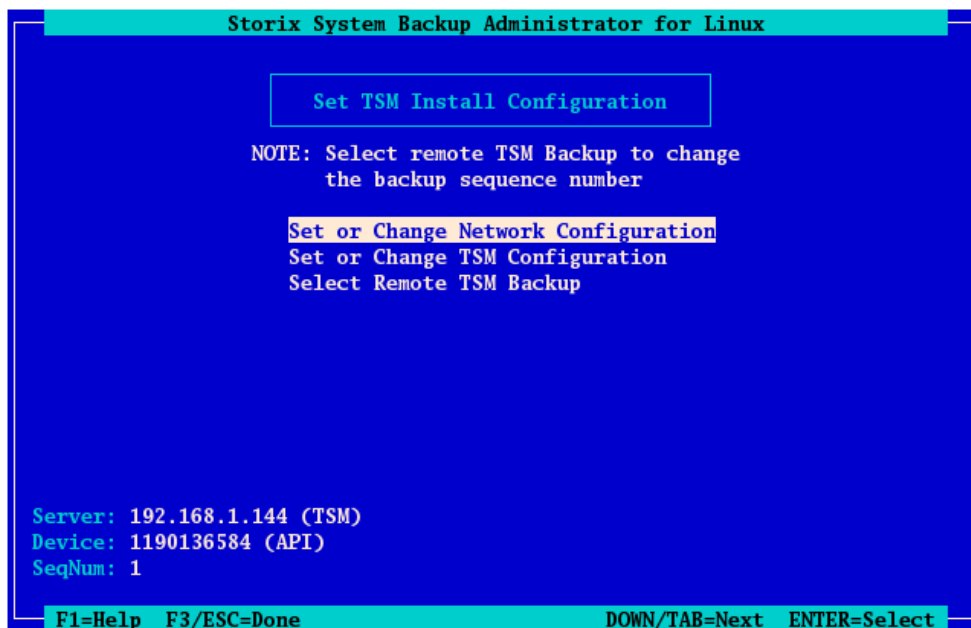 Storix System Backup Administrator for Linux
Set TSM Install Configuration
NOTE: Select remote TSM Backup to change
the backup sequence number
Set or Change Network Configuration
Set or Change TSM Configuration
Select Remote TSM Backup
Server: 192.168.1.144 (TSM)
Device: 1190136584 (API)
SeqNum: 1
F1=Help F3/ESC=Done DOWN/TAB=Next ENTER=Select